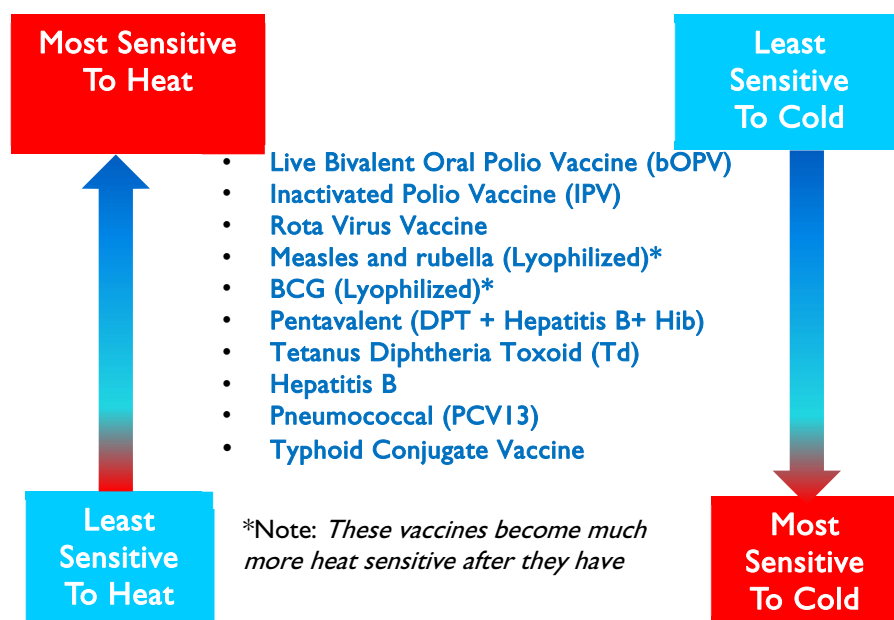 Most Sensitive
To Heat
Least
Sensitive
To Cold
• Live Bivalent Oral Polio Vaccine (bOPV)
• Inactivated Polio Vaccine (IPV)
• Rota Virus Vaccine
• Measles and rubella (Lyophilized)*
• BCG (Lyophilized)*
• Pentavalent (DPT + Hepatitis B+ Hib)
• Tetanus Diphtheria Toxoid (Td)
• Hepatitis B
• Pneumococcal (PCV13)
• Typhoid Conjugate Vaccine
Least
Sensitive
To Heat
*Note: These vaccines become much
more heat sensitive after they have
Most
Sensitive
To Cold